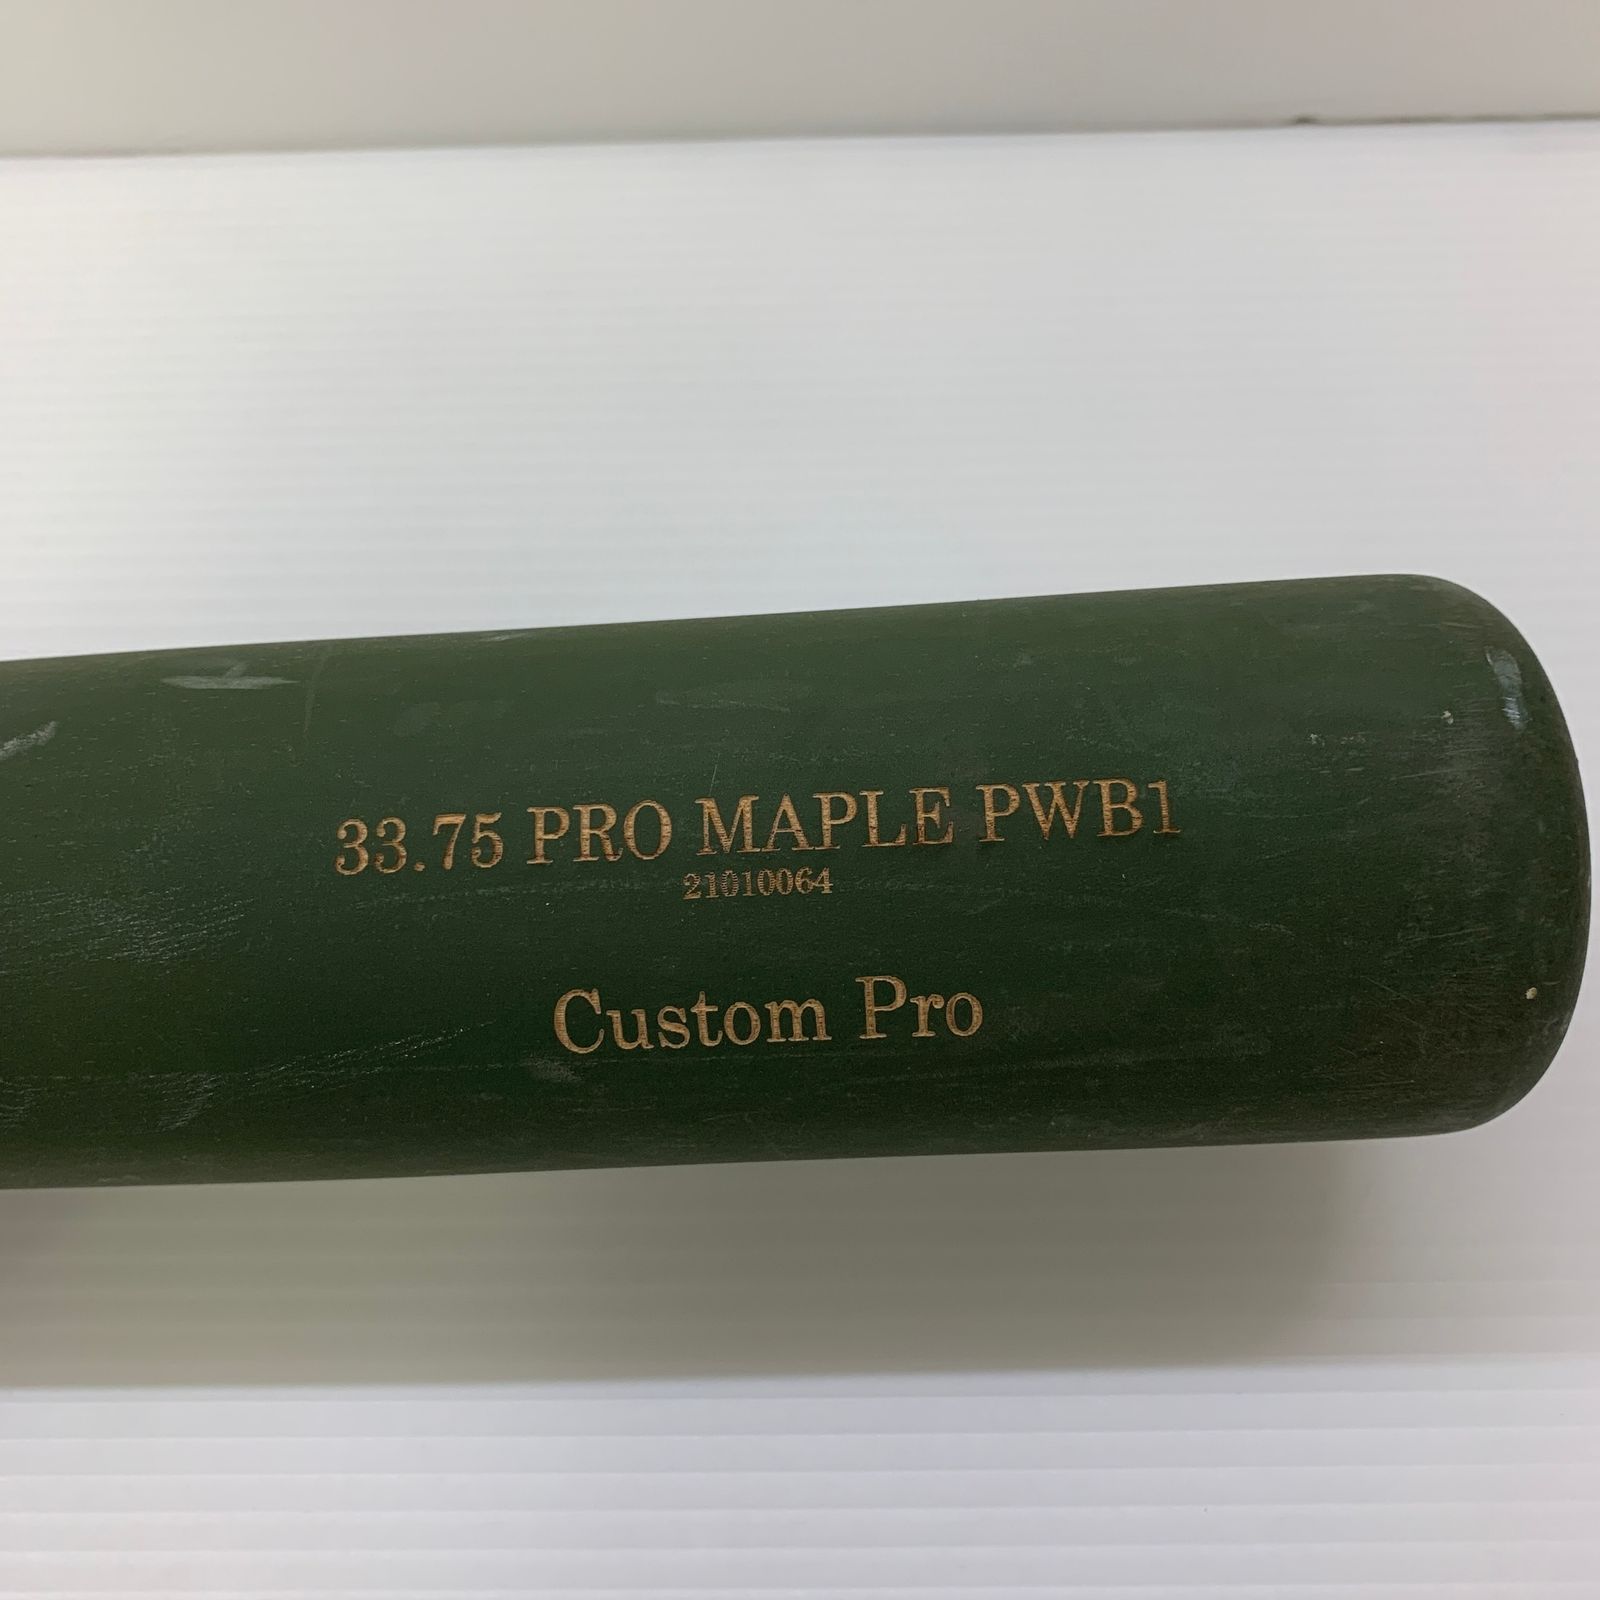 33.75 PRO MAPLE PWB1
21010064
Custom Pro